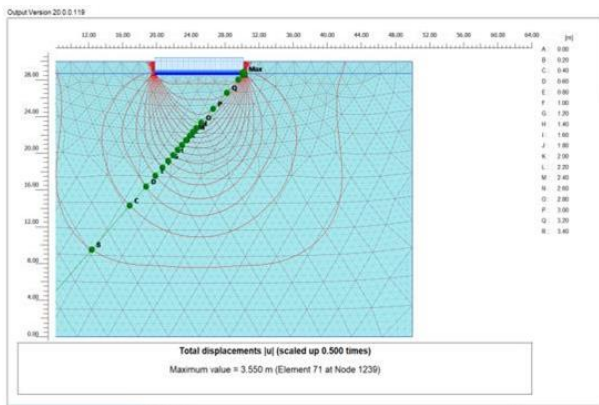 Output Version 20.0.0.119
12.00 16.00 20.00 24.00 28.00 32.00 36.00 40.00 44.00 48.00 52.00 56.00 60.00 64.00
[m]
A : 0.00
B : 0.20
C : 0.40
D : 0.60
E : 0.80
F : 1.00
G : 1.20
H : 1.40
I : 1.60
J : 1.80
K : 2.00
L : 2.20
M : 2.40
N : 2.60
O : 2.80
P : 3.00
Q : 3.20
R : 3.40
28.00
24.00
20.00
16.00
12.00
8.00
4.00
0.00
Max
Q
P
O
D
C
B
Total displacements |u| (scaled up 0.500 times)
Maximum value = 3.550 m (Element 71 at Node 1239)